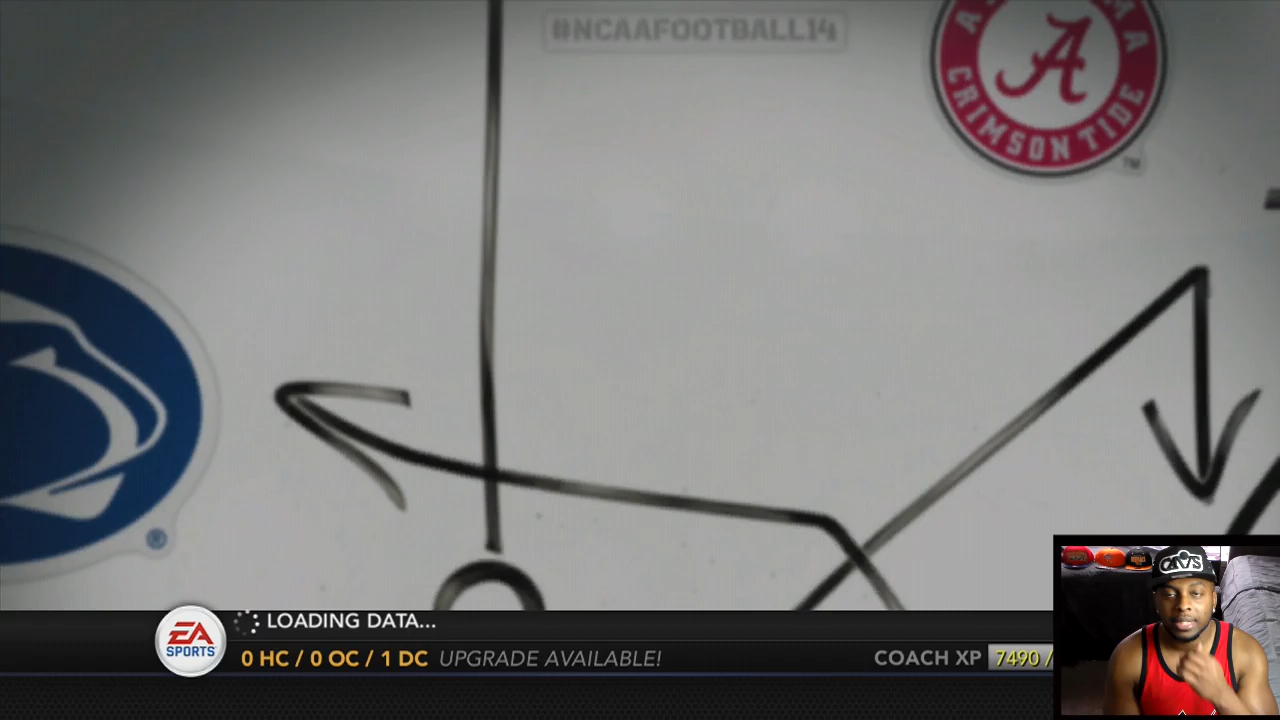 #NCAAFOOTBALL14
A
CRIMSON TIDE
TM
®
EA
SPORTS
LOADING DATA...
0 HC / 0 OC / 1 DC UPGRADE AVAILABLE!
COACH XP 7490 /
CAVS